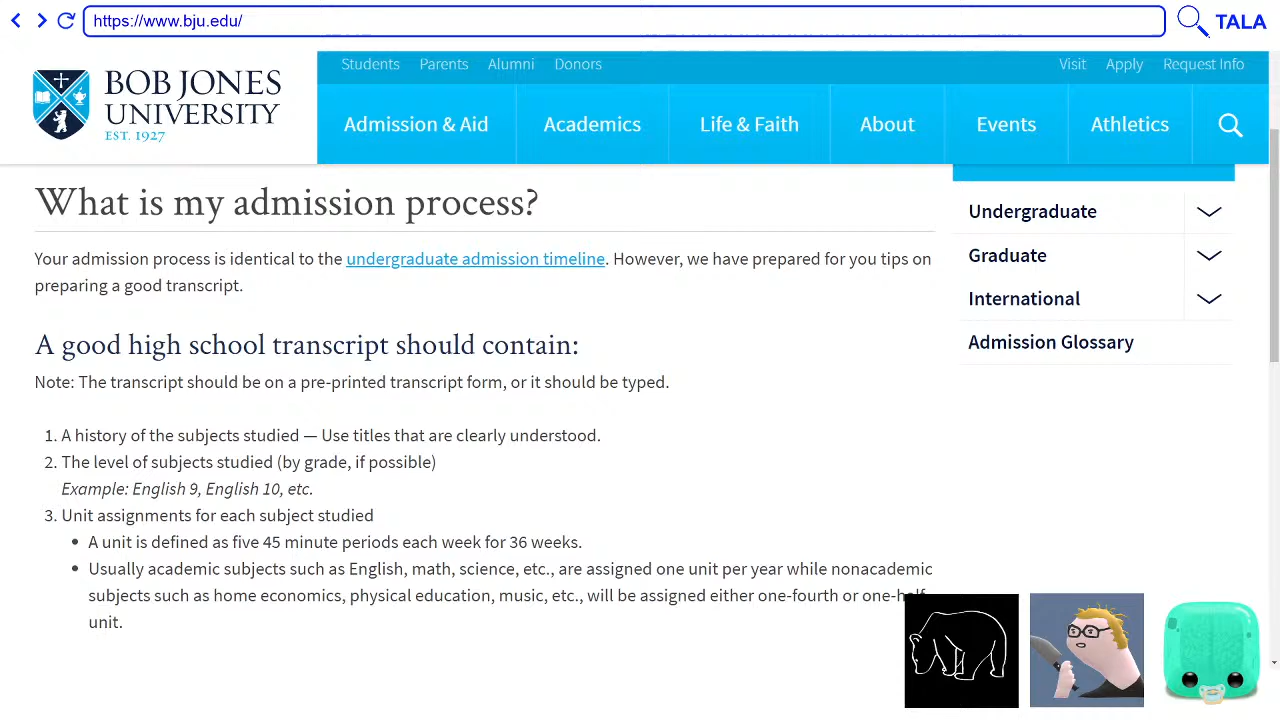 https://www.bju.edu/
TALA
BOB JONES
UNIVERSITY
EST. 1927
Students Parents Alumni Donors
Visit Apply Request Info
Admission & Aid Academics Life & Faith About Events Athletics
What is my admission process?
Your admission process is identical to the undergraduate admission timeline. However, we have prepared for you tips on
preparing a good transcript.
A good high school transcript should contain:
Note: The transcript should be on a pre-printed transcript form, or it should be typed.
1. A history of the subjects studied — Use titles that are clearly understood.
2. The level of subjects studied (by grade, if possible)
Example: English 9, English 10, etc.
3. Unit assignments for each subject studied
• A unit is defined as five 45 minute periods each week for 36 weeks.
• Usually academic subjects such as English, math, science, etc., are assigned one unit per year while nonacademic
subjects such as home economics, physical education, music, etc., will be assigned either one-fourth or one-half
unit.
Undergraduate
Graduate
International
Admission Glossary